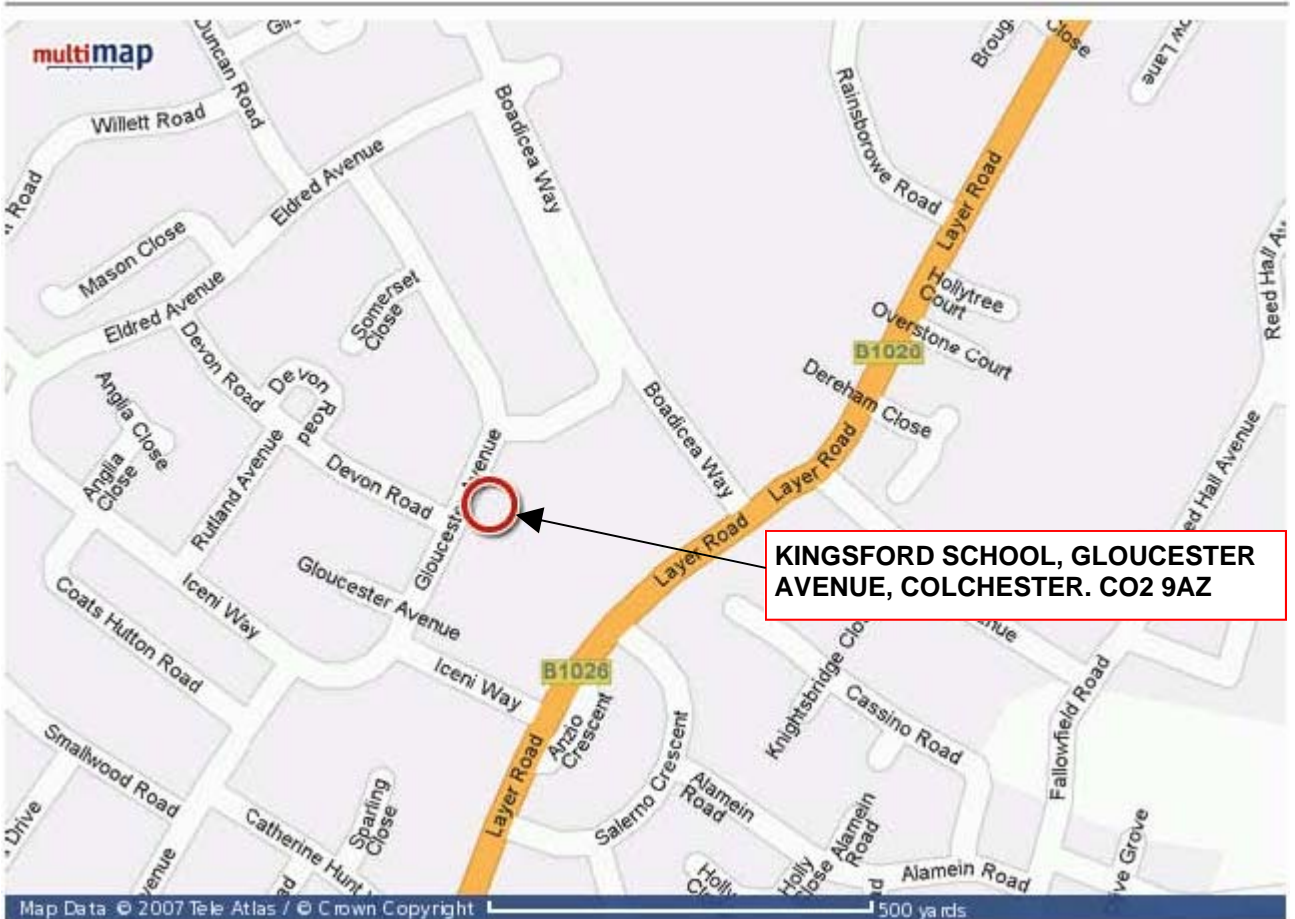 multimap
Duncan Road
Willett Road
Road
Eldred Avenue
Boadicea Way
Rainsborowe Road
Close
Layer Road
Mason Close
Eldred Avenue
Somerset
Close
Hollytree
Court
Overstone Court
B1026
Reed Hall
Devon Road
Devon
Road
Dereham Close
Anglia Close
Anglia
Close
Rutland Avenue
Devon Road
Boadicea Way
Layer Road
Layer Road
Gloucester Avenue
Hall Avenue
KINGSFORD SCHOOL, GLOUCESTER
AVENUE, COLCHESTER. CO2 9AZ
Gloucester Avenue
Iceni Way
Coats Hutton Road
Iceni Way
B1026
Anzio
Crescent
Knightsbridge
Cassino Road
Fallowfield Road
Smallwood Road
Salerno Crescent
Alamein
Road
Layer Road
Sparling
Close
Catherine Hunt
Drive
Holly
Holly
Close
Alamein
Road
Alamein Road
Grove
Map Data © 2007 Tele Atlas / © Crown Copyright
500 yards